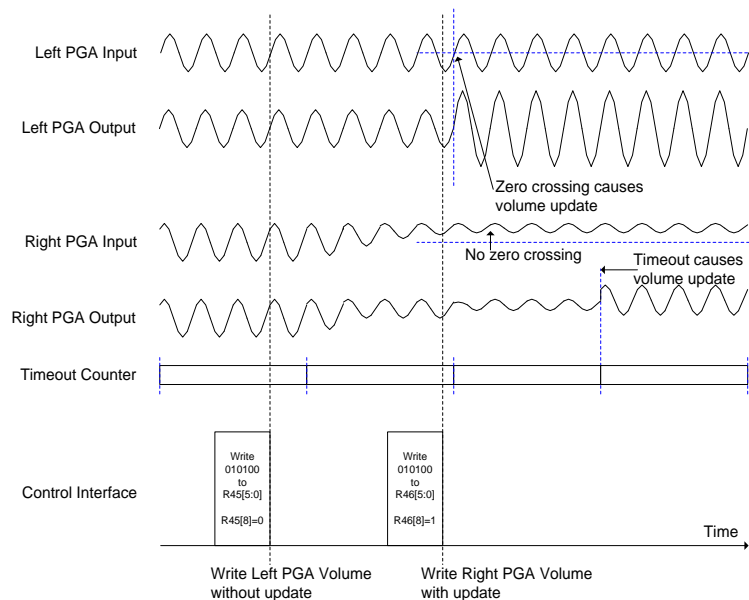 Left PGA Input
Left PGA Output
Zero crossing causes
volume update
Right PGA Input
No zero crossing
Timeout causes
volume update
Right PGA Output
Timeout Counter
Control Interface
Write
010100
to
R45[5:0]
R45[8]=0
Write
010100
to
R46[5:0]
R46[8]=1
Time
Write Left PGA Volume
without update
Write Right PGA Volume
with update